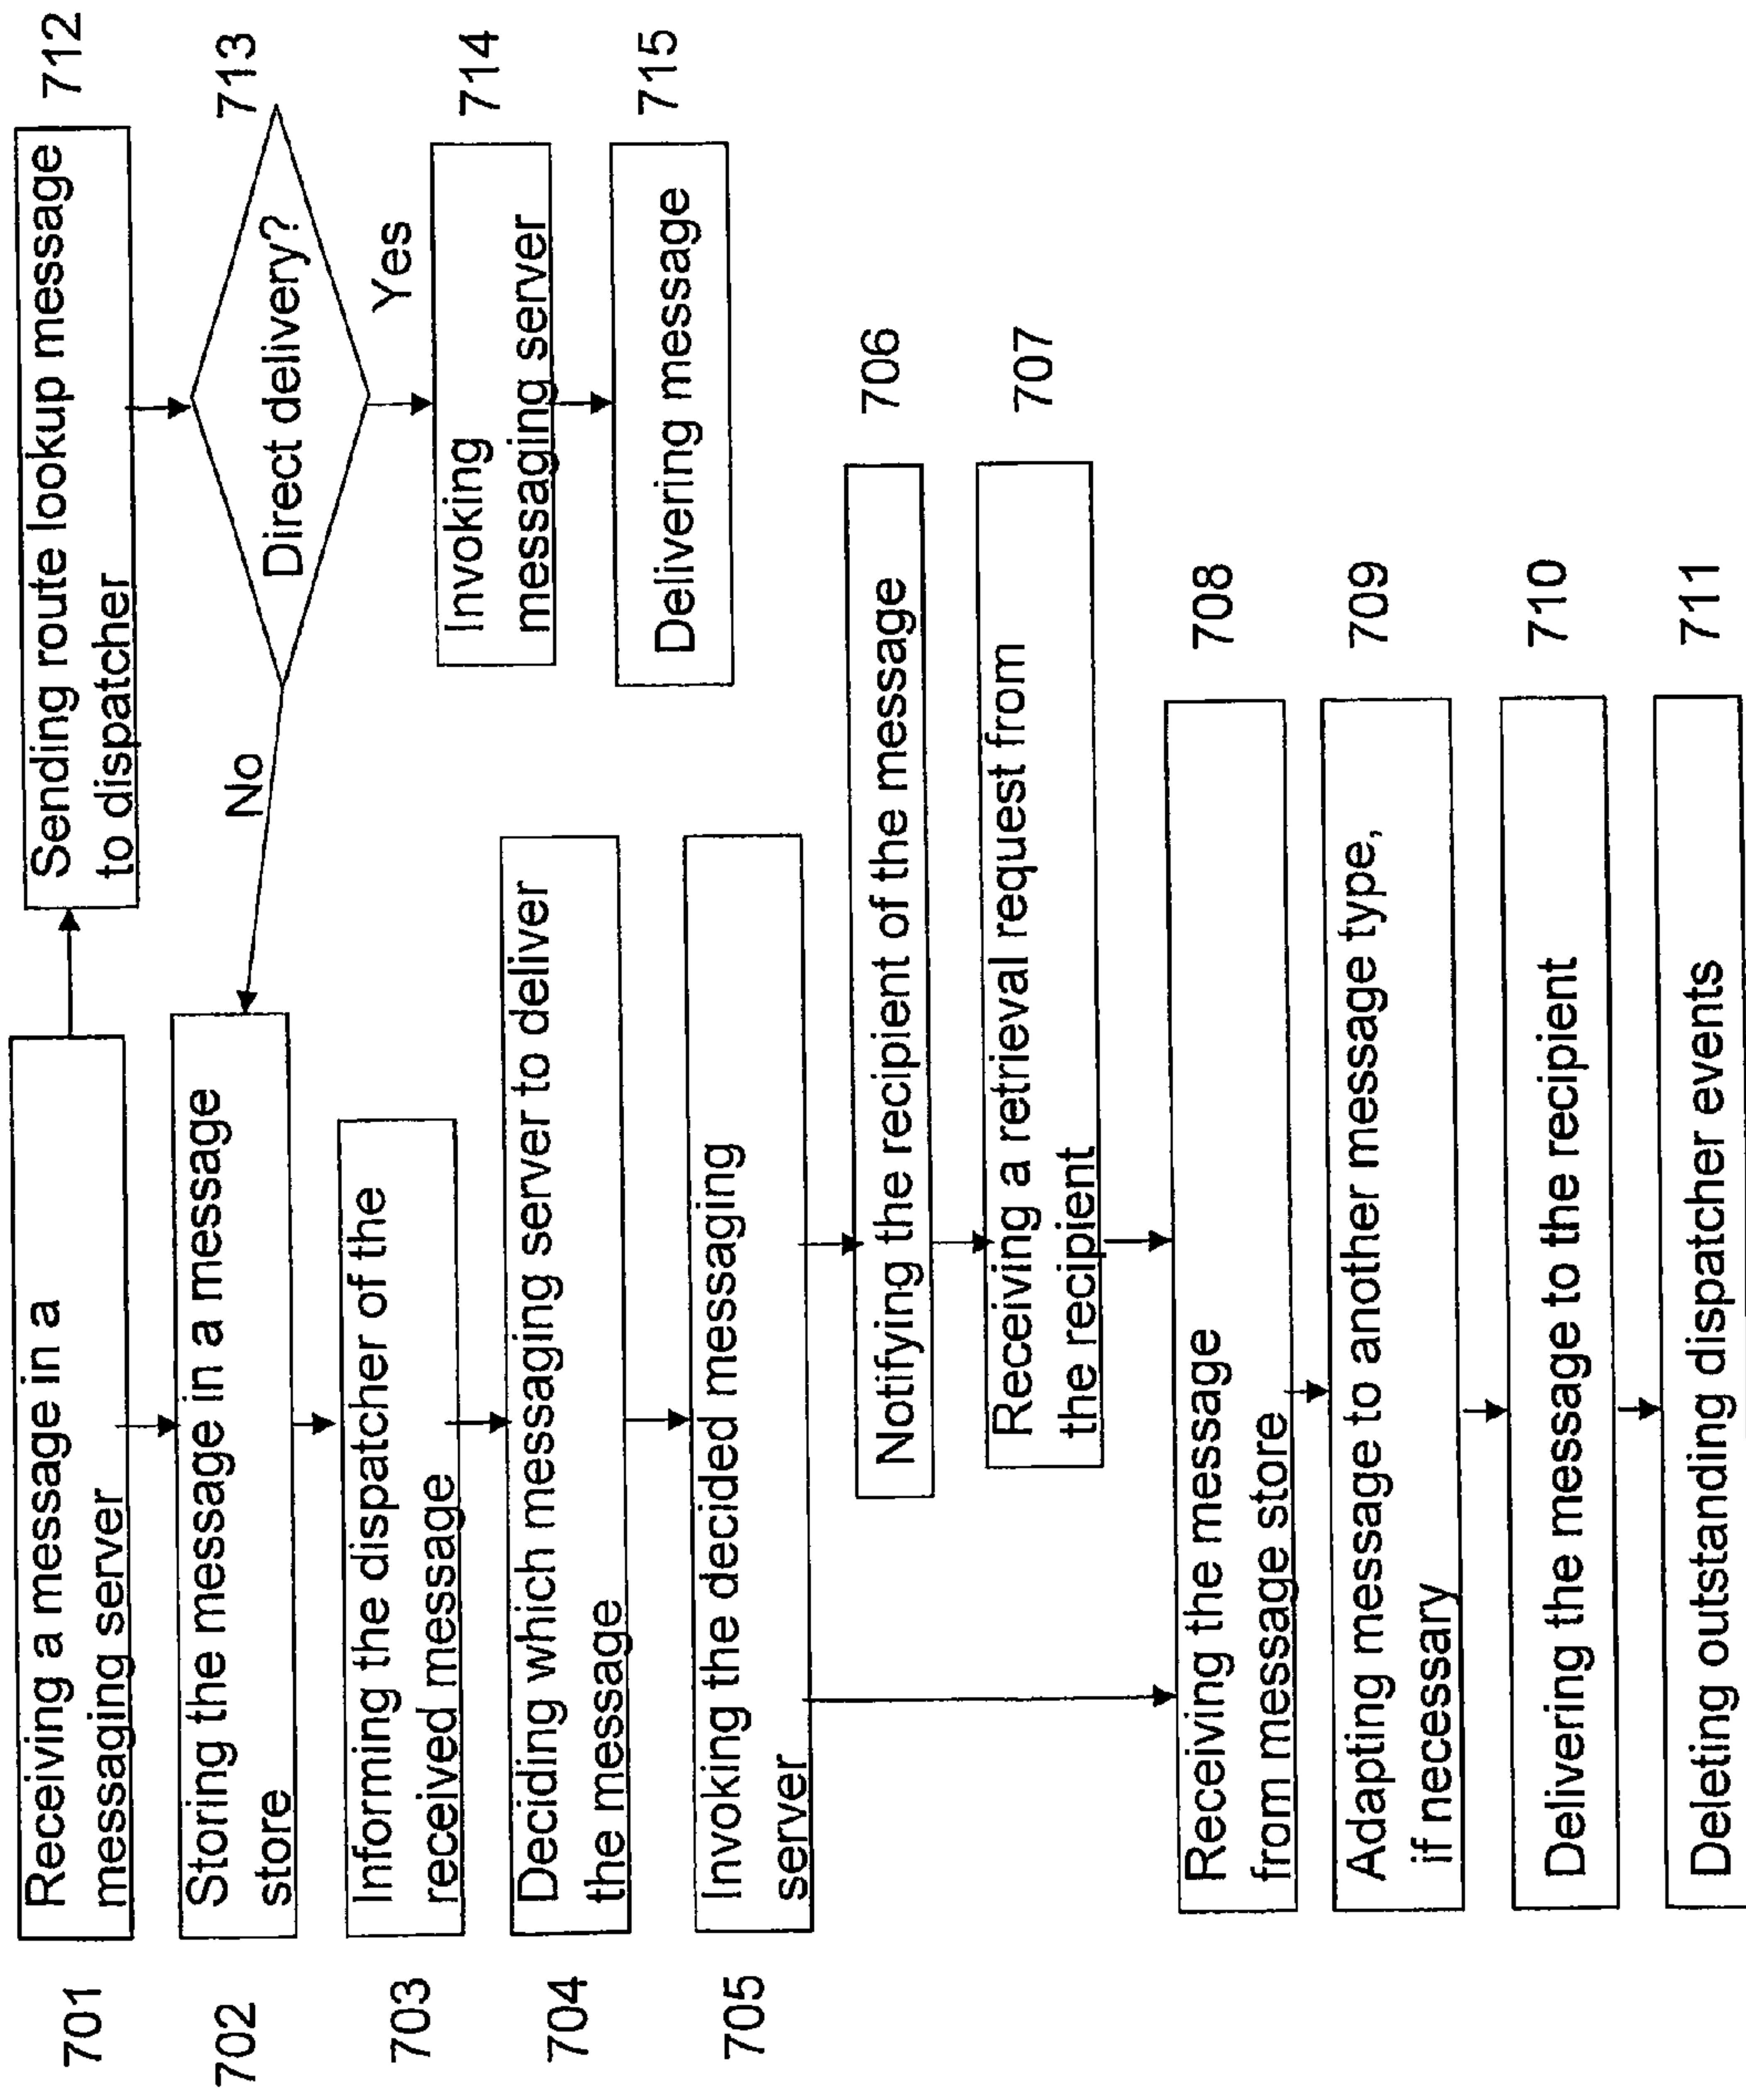 701
Receiving a message in a
messaging server
702
Storing the message in a message
store
703
Informing the dispatcher of the
received message
704
Deciding which messaging server to deliver
the message
705
Invoking the decided messaging
server
Notifying the recipient of the message
706
Receiving a retrieval request from
the recipient
707
Receiving the message
from message store
708
Adapting message to another message type,
if necessary
709
Delivering the message to the recipient
710
Deleting outstanding dispatcher events
711
Sending route lookup message
to dispatcher
712
Direct delivery?
713
No
Yes
Invoking
messaging server
714
Delivering message
715